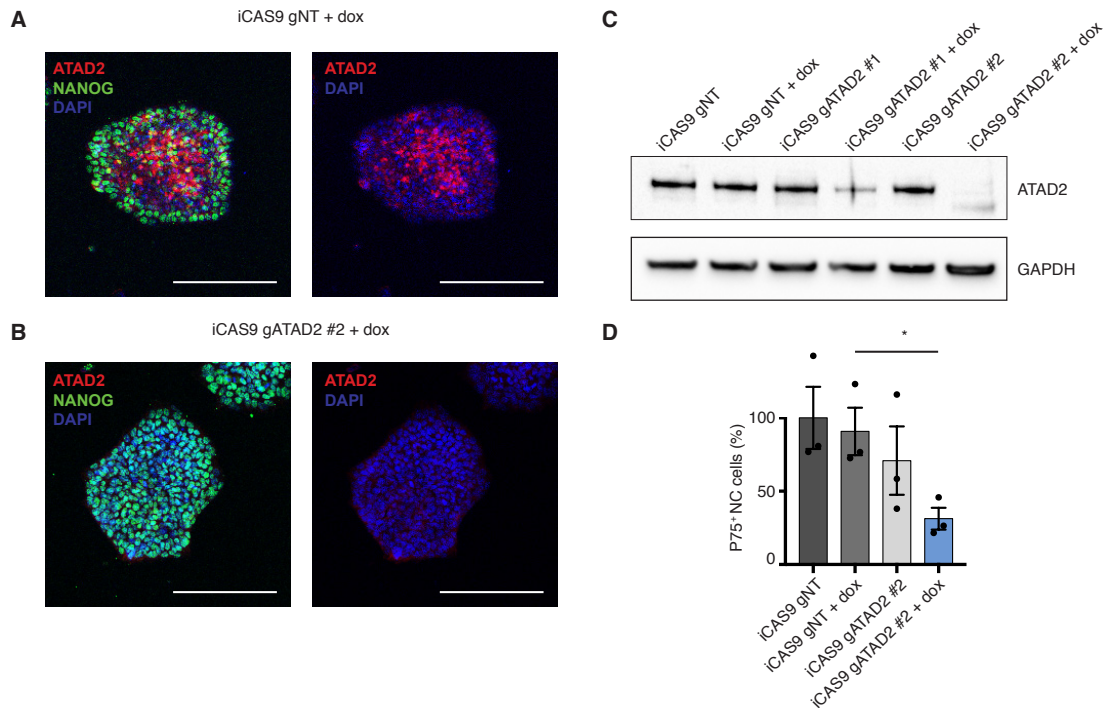 A
iCAS9 gNT + dox
ATAD2
NANOG
DAPI
ATAD2
DAPI
B
iCAS9 gATAD2 #2 + dox
ATAD2
NANOG
DAPI
ATAD2
DAPI
C
iCAS9 gNT
iCAS9 gNT + dox
iCAS9 gATAD2 #1
iCAS9 gATAD2 #1 + dox
iCAS9 gATAD2 #2
iCAS9 gATAD2 #2 + dox
ATAD2
GAPDH
D
*
P75⁺ NC cells (%)
100
50
0
iCAS9 gNT
iCAS9 gNT + dox
iCAS9 gATAD2 #2
iCAS9 gATAD2 #2 + dox